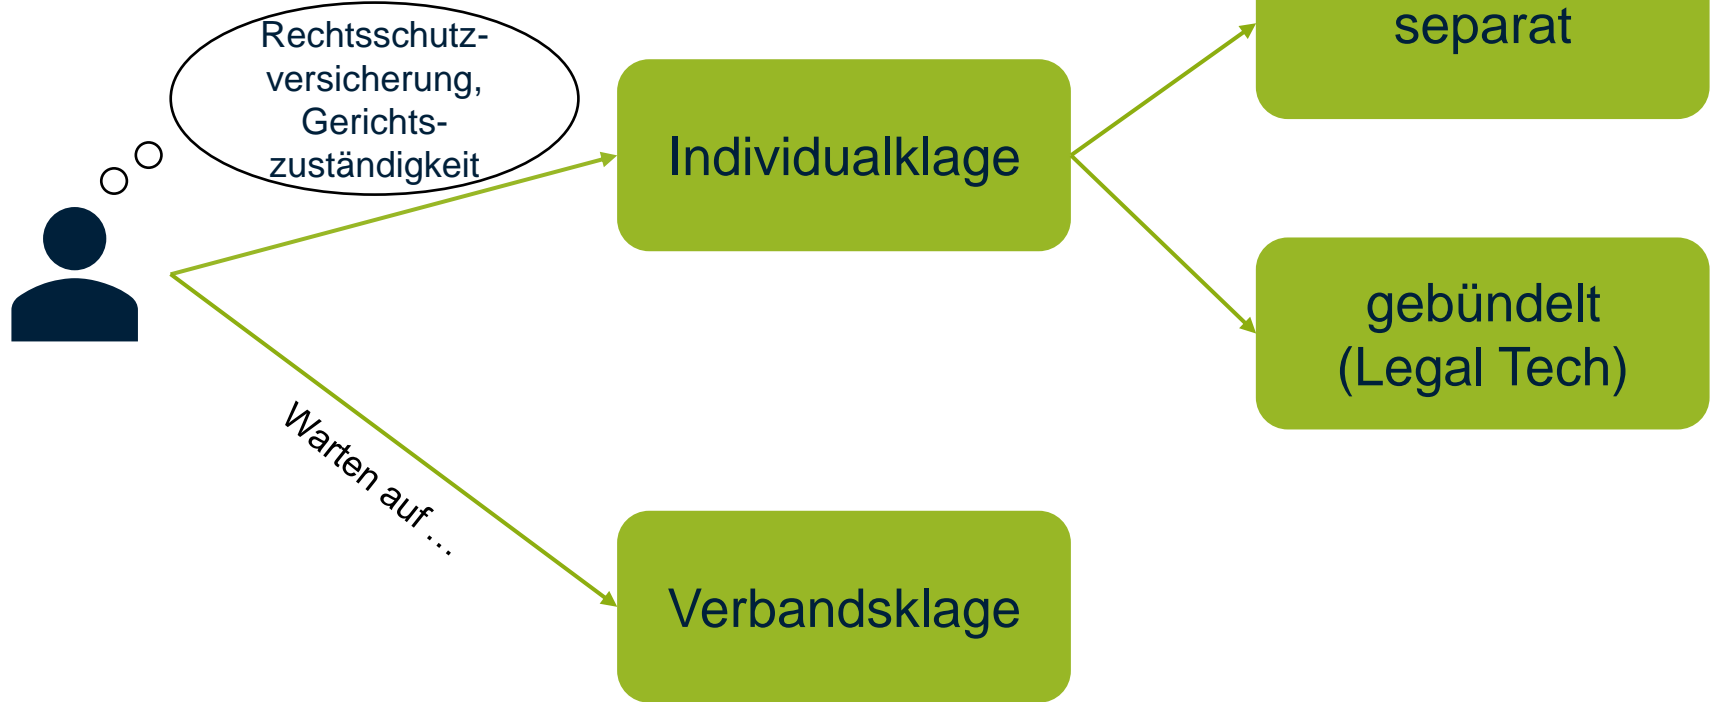 Rechtsschutz-
versicherung,
Gerichts-
zuständigkeit
separat
Individualklage
gebündelt
(Legal Tech)
Warten auf ...
Verbandsklage